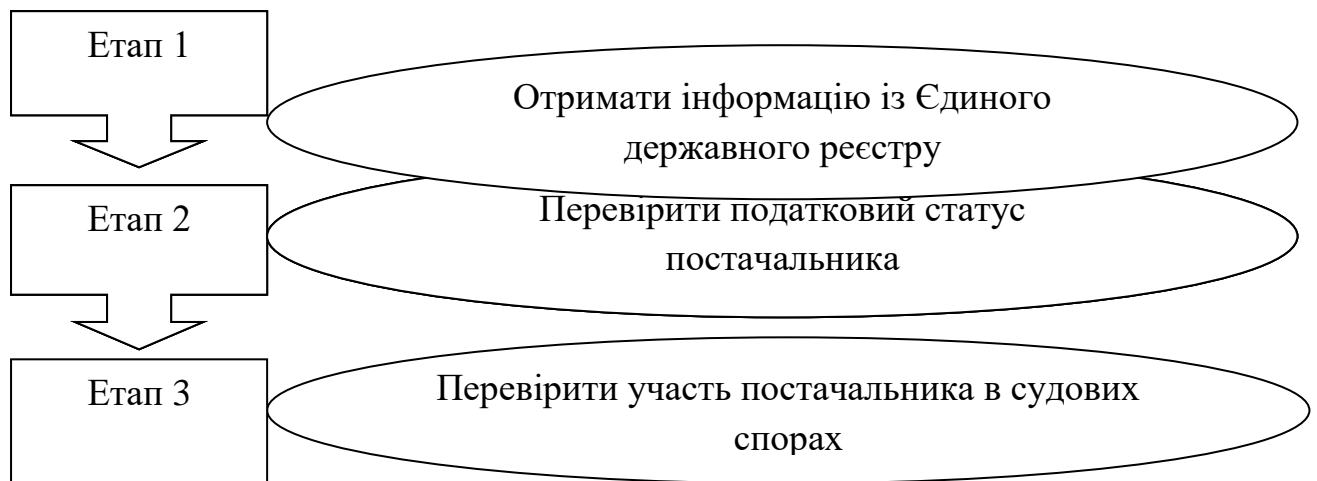 Етап 1
Отримати інформацію із Єдиного
державного реєстру
Етап 2
Перевірити податковий статус
постачальника
Етап 3
Перевірити участь постачальника в судових
спорах